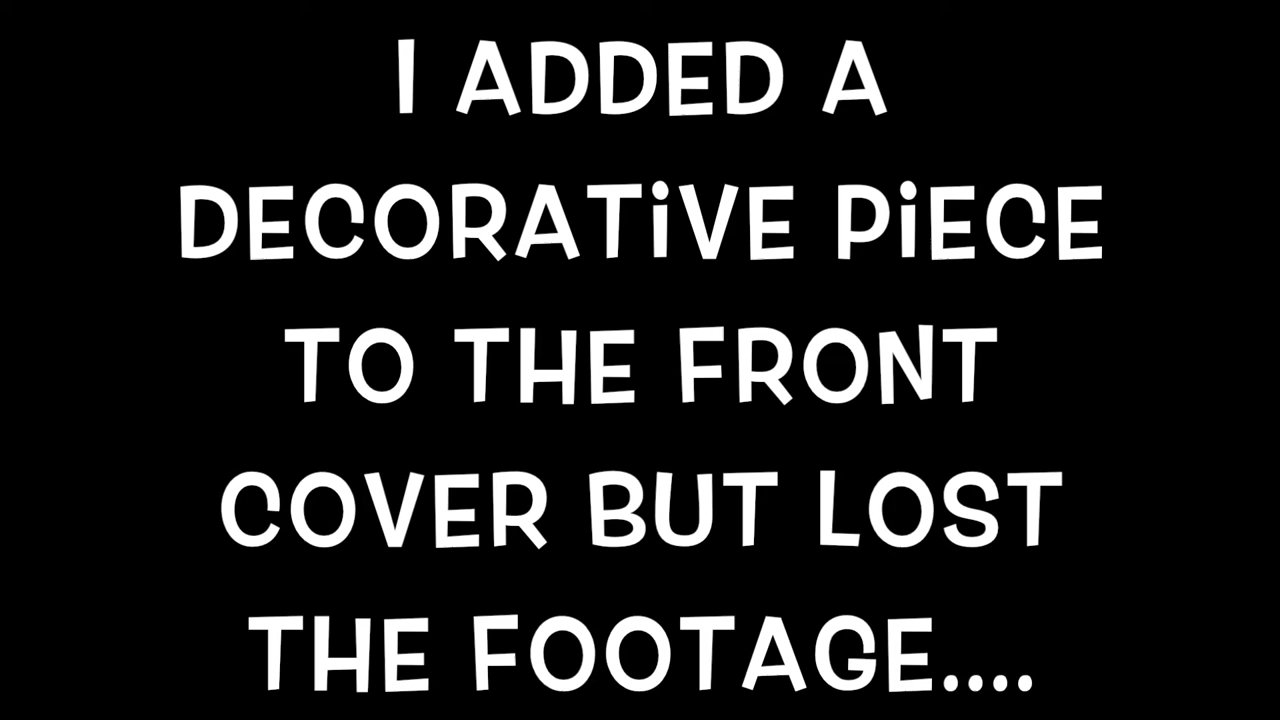 I ADDED A
DECORATiVE PiECE
TO THE FRONT
COVER BUT LOST
THE FOOTAGE....